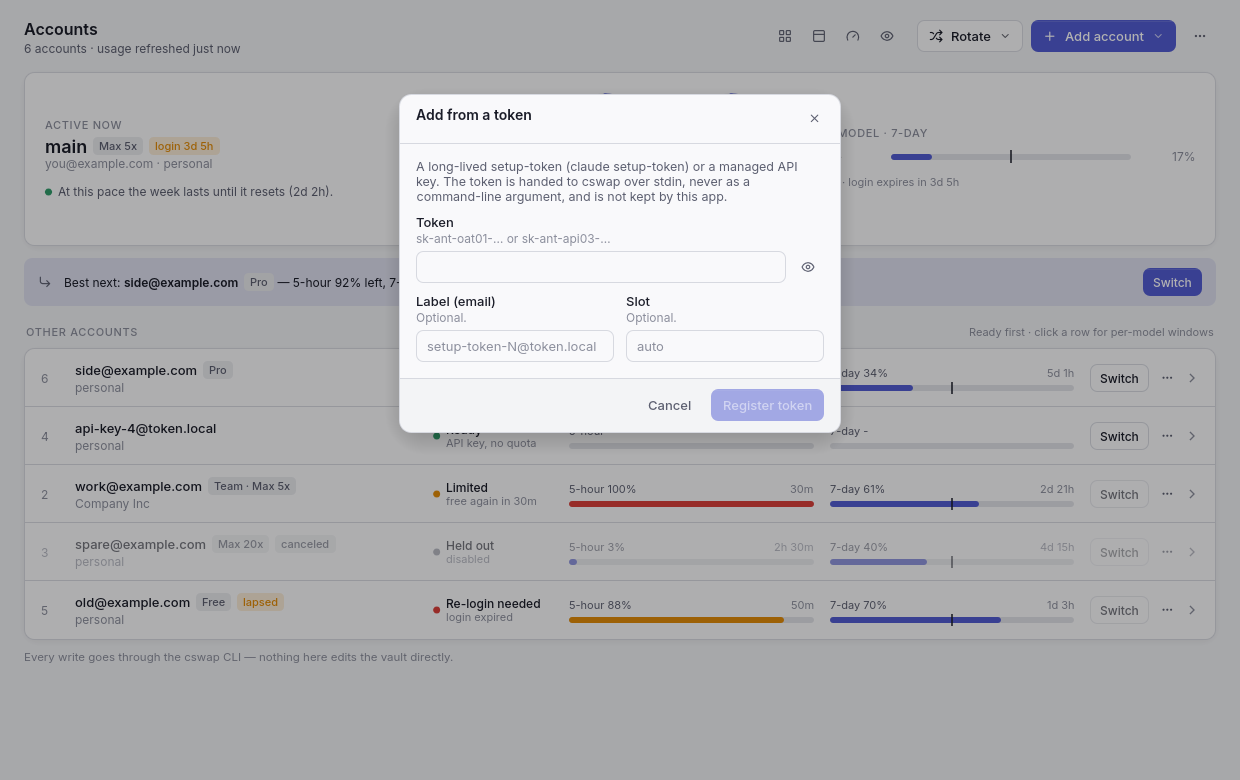 Accounts
6 accounts · usage refreshed just now
Rotate
Add account
ACTIVE NOW
main Max 5x login 3d 5h
you@example.com · personal
At this pace the week lasts until it resets (2d 2h).
MODEL · 7-DAY
17%
· login expires in 3d 5h
Add from a token
A long-lived setup-token (claude setup-token) or a managed API
key. The token is handed to cswap over stdin, never as a
command-line argument, and is not kept by this app.
Token
sk-ant-oat01-... or sk-ant-api03-...
Label (email)
Optional.
setup-token-N@token.local
Slot
Optional.
auto
Cancel
Register token
Best next: side@example.com Pro — 5-hour 92% left, 7-
Switch
OTHER ACCOUNTS
Ready first · click a row for per-model windows
6
side@example.com Pro
personal
34%
5d 1h
Switch
4
api-key-4@token.local
personal
API key, no quota
-
Switch
2
work@example.com Team · Max 5x
Company Inc
Limited
free again in 30m
5-hour 100%
30m
7-day 61%
2d 21h
Switch
3
spare@example.com Max 20x canceled
personal
Held out
disabled
5-hour 3%
2h 30m
7-day 40%
4d 15h
Switch
5
old@example.com Free lapsed
personal
Re-login needed
login expired
5-hour 88%
50m
7-day 70%
1d 3h
Switch
Every write goes through the cswap CLI — nothing here edits the vault directly.